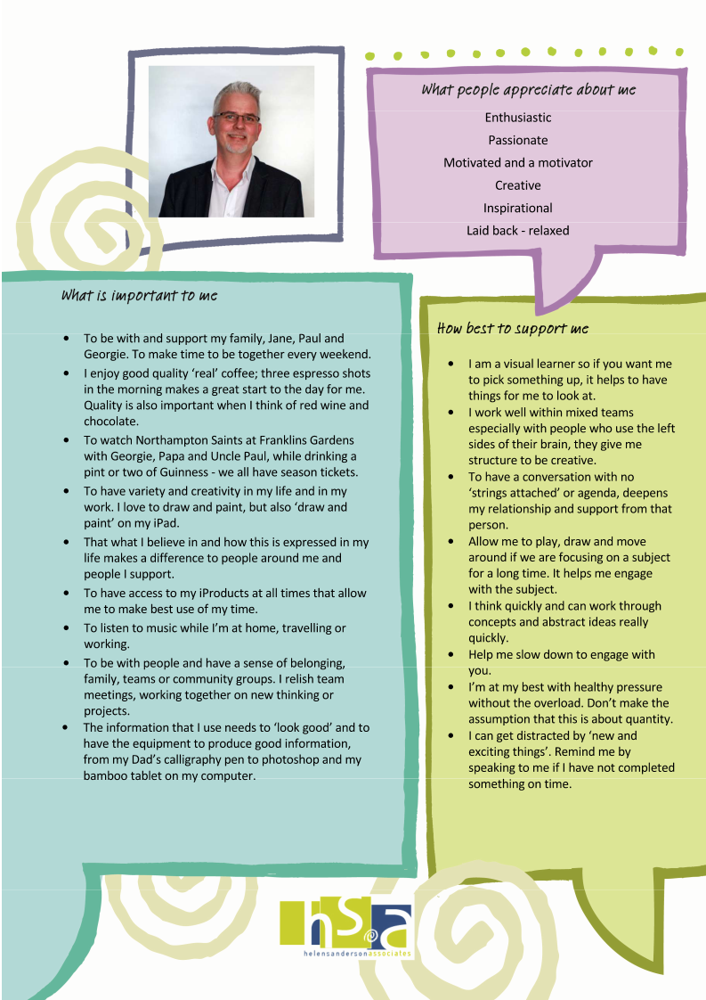 What people appreciate about me
Enthusiastic
Passionate
Motivated and a motivator
Creative
Inspirational
Laid back - relaxed
What is important to me
• To be with and support my family, Jane, Paul and
Georgie. To make time to be together every weekend.
• I enjoy good quality ‘real’ coffee; three espresso shots
in the morning makes a great start to the day for me.
Quality is also important when I think of red wine and
chocolate.
• To watch Northampton Saints at Franklins Gardens
with Georgie, Papa and Uncle Paul, while drinking a
pint or two of Guinness - we all have season tickets.
• To have variety and creativity in my life and in my
work. I love to draw and paint, but also ‘draw and
paint’ on my iPad.
• That what I believe in and how this is expressed in my
life makes a difference to people around me and
people I support.
• To have access to my iProducts at all times that allow
me to make best use of my time.
• To listen to music while I’m at home, travelling or
working.
• To be with people and have a sense of belonging,
family, teams or community groups. I relish team
meetings, working together on new thinking or
projects.
• The information that I use needs to ‘look good’ and to
have the equipment to produce good information,
from my Dad’s calligraphy pen to photoshop and my
bamboo tablet on my computer.
How best to support me
• I am a visual learner so if you want me
to pick something up, it helps to have
things for me to look at.
• I work well within mixed teams
especially with people who use the left
sides of their brain, they give me
structure to be creative.
• To have a conversation with no
‘strings attached’ or agenda, deepens
my relationship and support from that
person.
• Allow me to play, draw and move
around if we are focusing on a subject
for a long time. It helps me engage
with the subject.
• I think quickly and can work through
concepts and abstract ideas really
quickly.
• Help me slow down to engage with
you.
• I’m at my best with healthy pressure
without the overload. Don’t make the
assumption that this is about quantity.
• I can get distracted by ‘new and
exciting things’. Remind me by
speaking to me if I have not completed
something on time.
hsa
helensandersonassociates